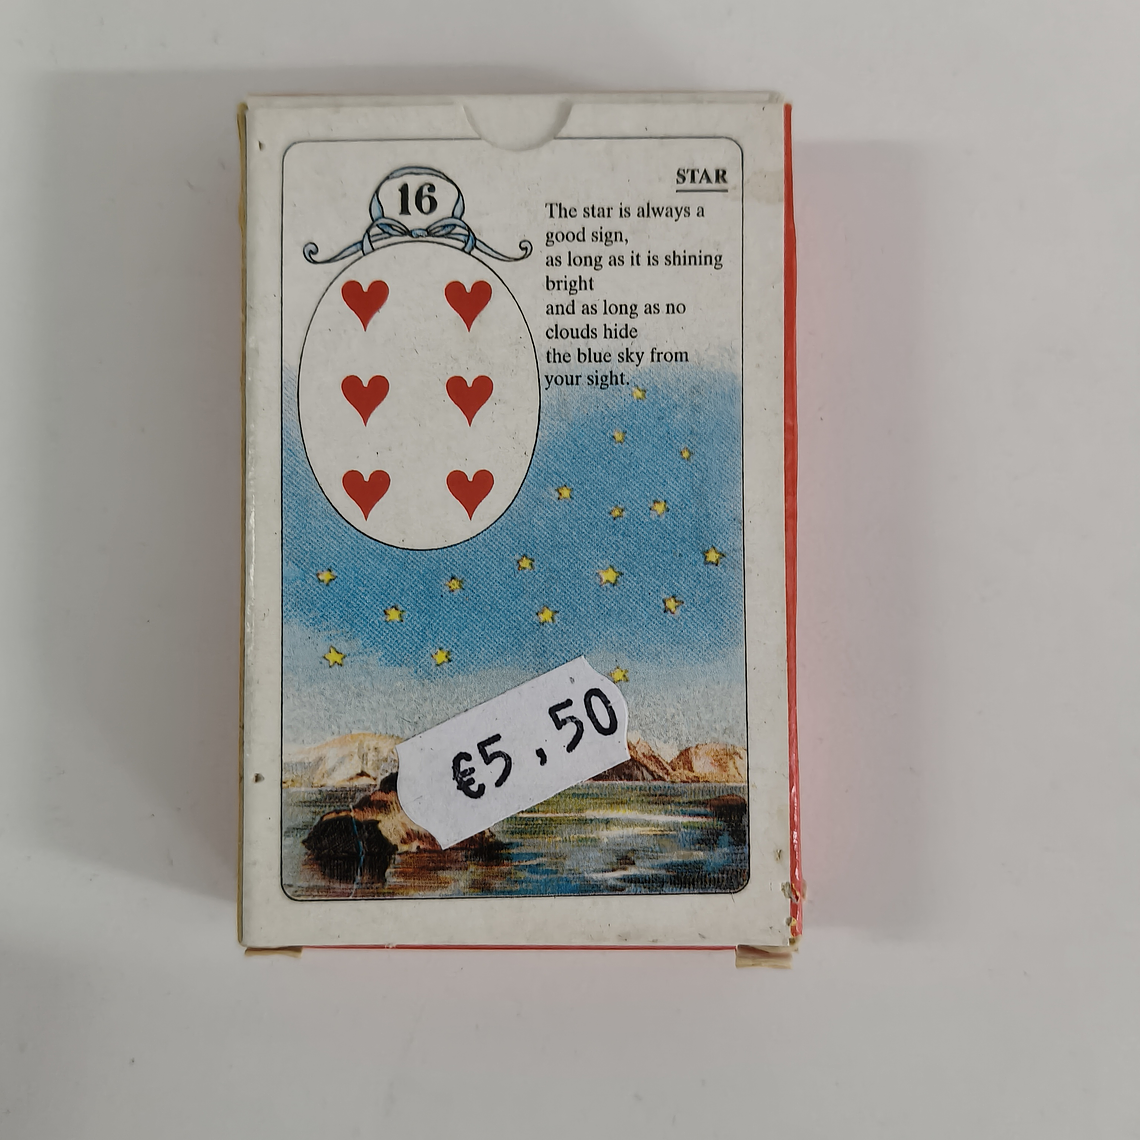 16
STAR
The star is always a
good sign,
as long as it is shining
bright
and as long as no
clouds hide
the blue sky from
your sight.
€5,50